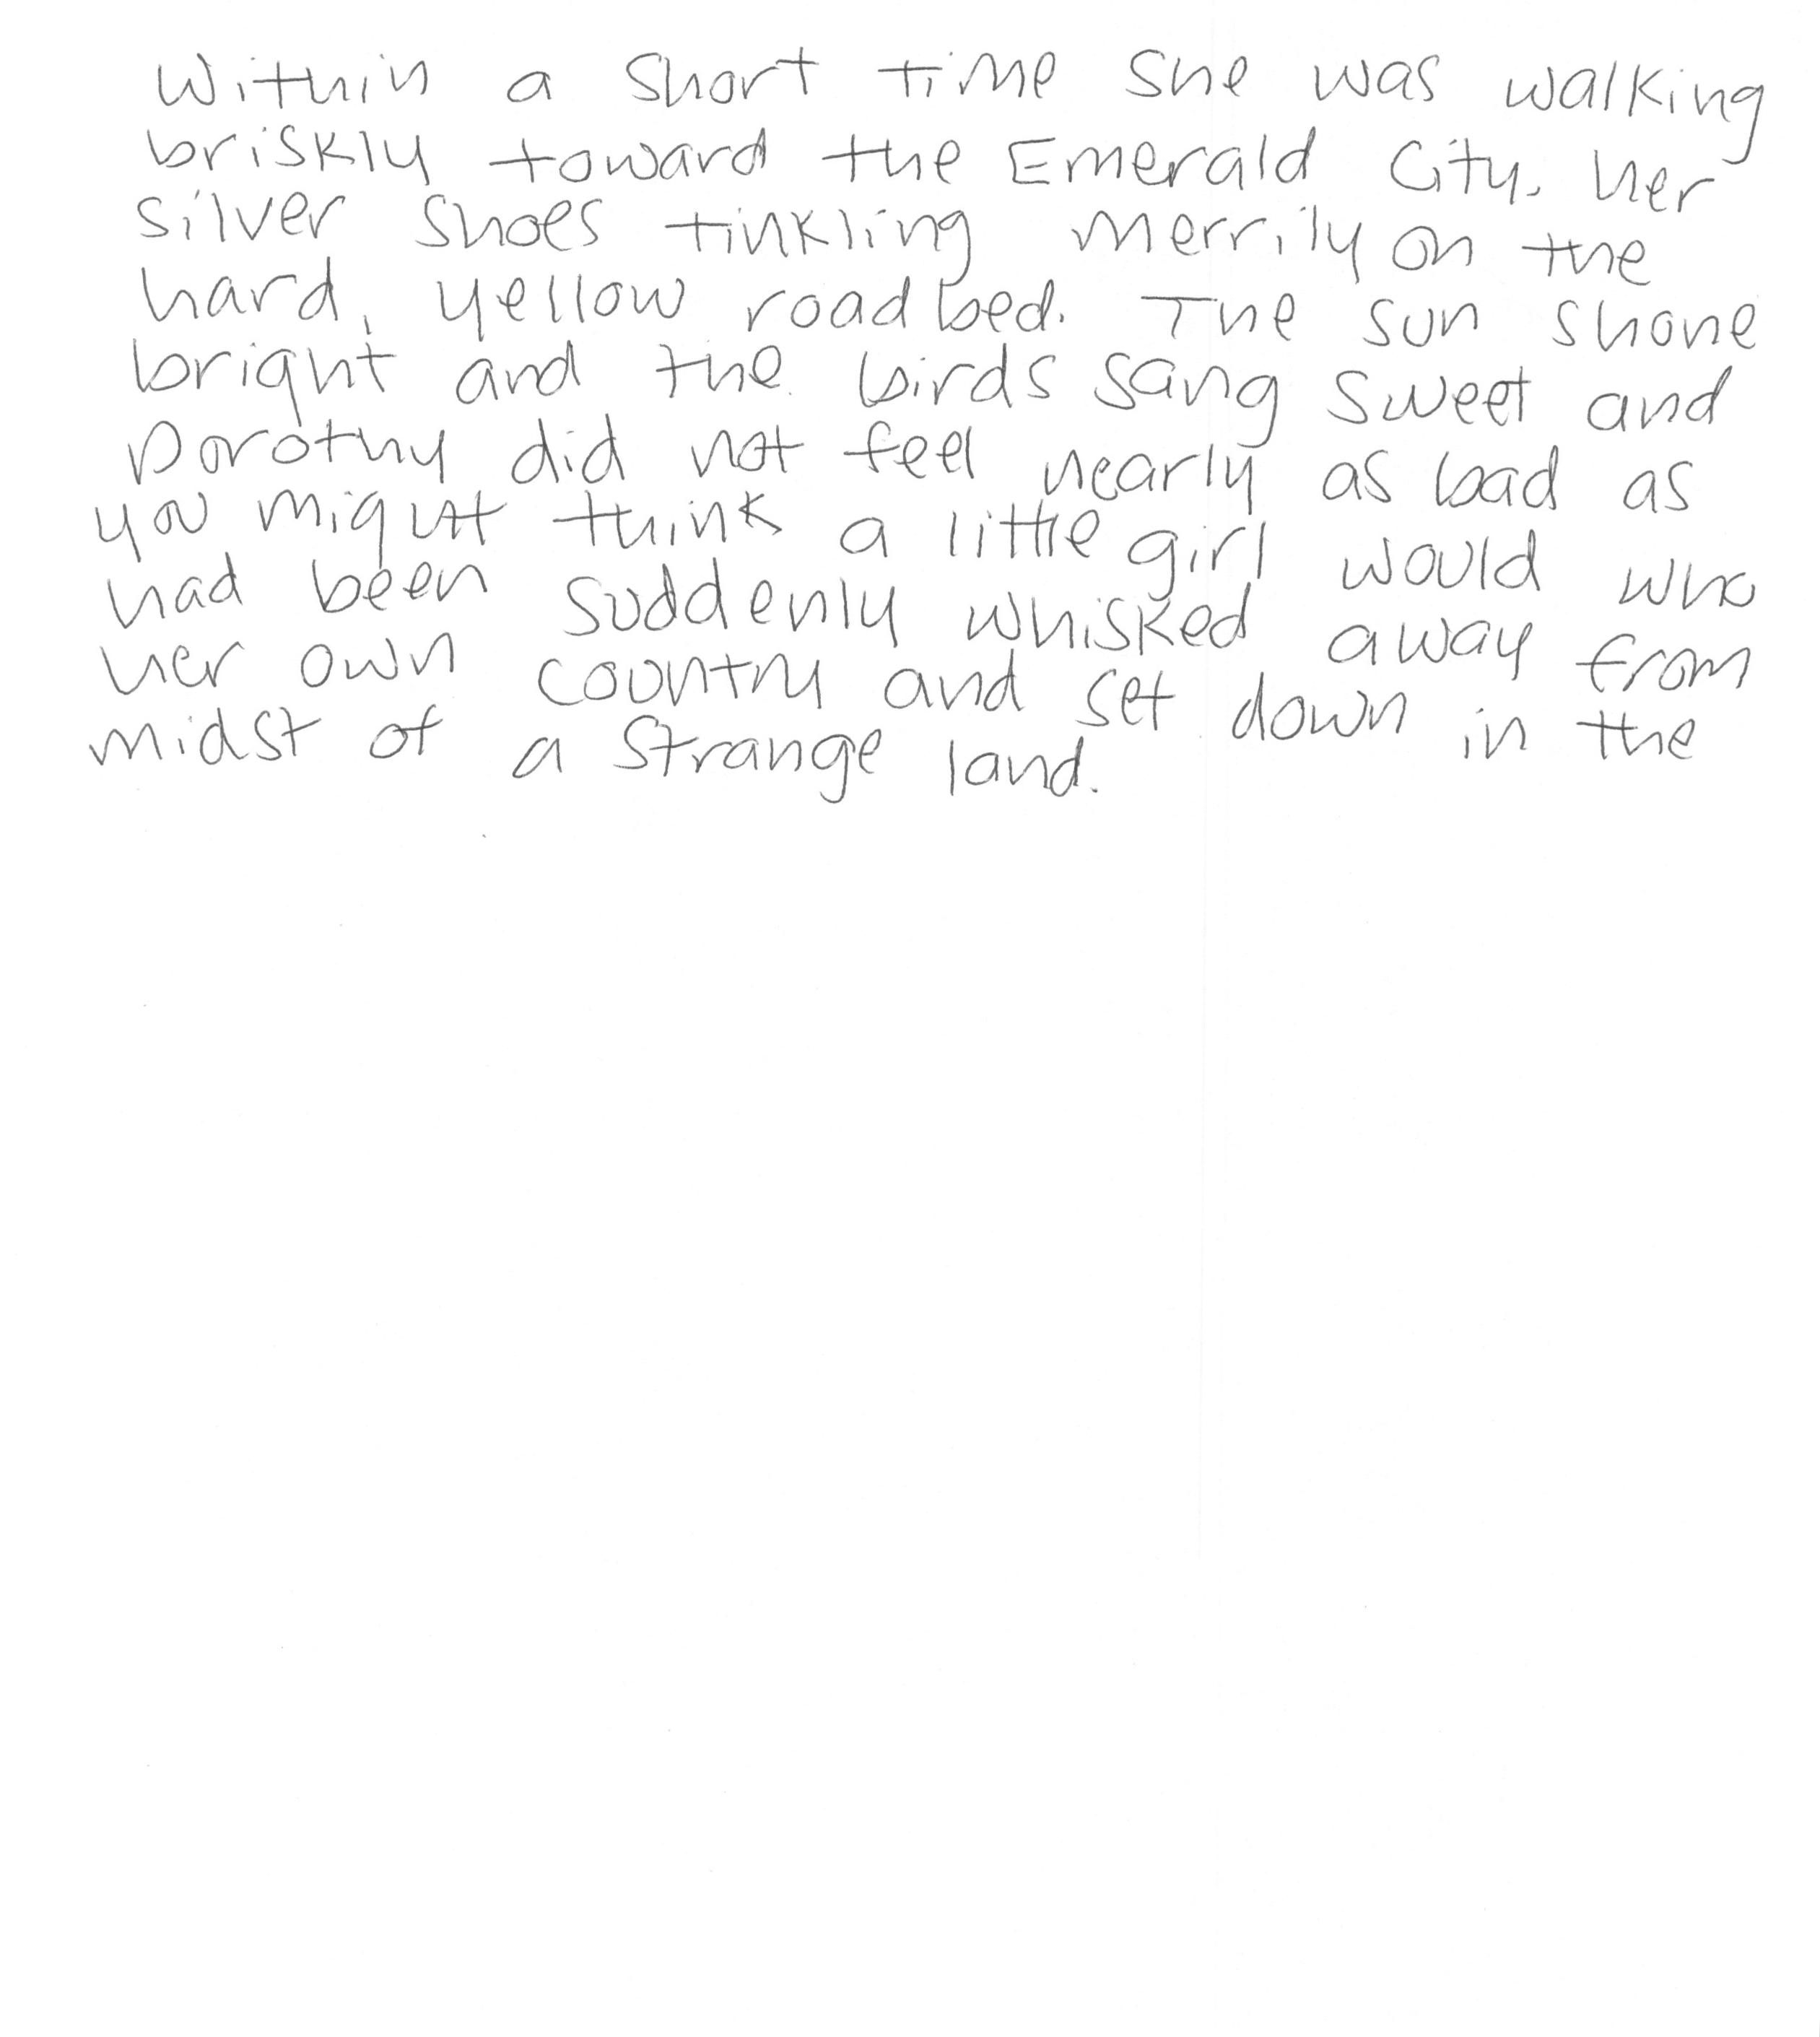 Within a short time she was walking
briskly toward the Emerald City, her
silver shoes tinkling merrily on the
hard, yellow roadbed. The sun shone
bright and the birds sang sweet and
Dorothy did not feel nearly as bad as
you might think a little girl would who
had been suddenly whisked away from
her own country and set down in the
midst of a strange land.